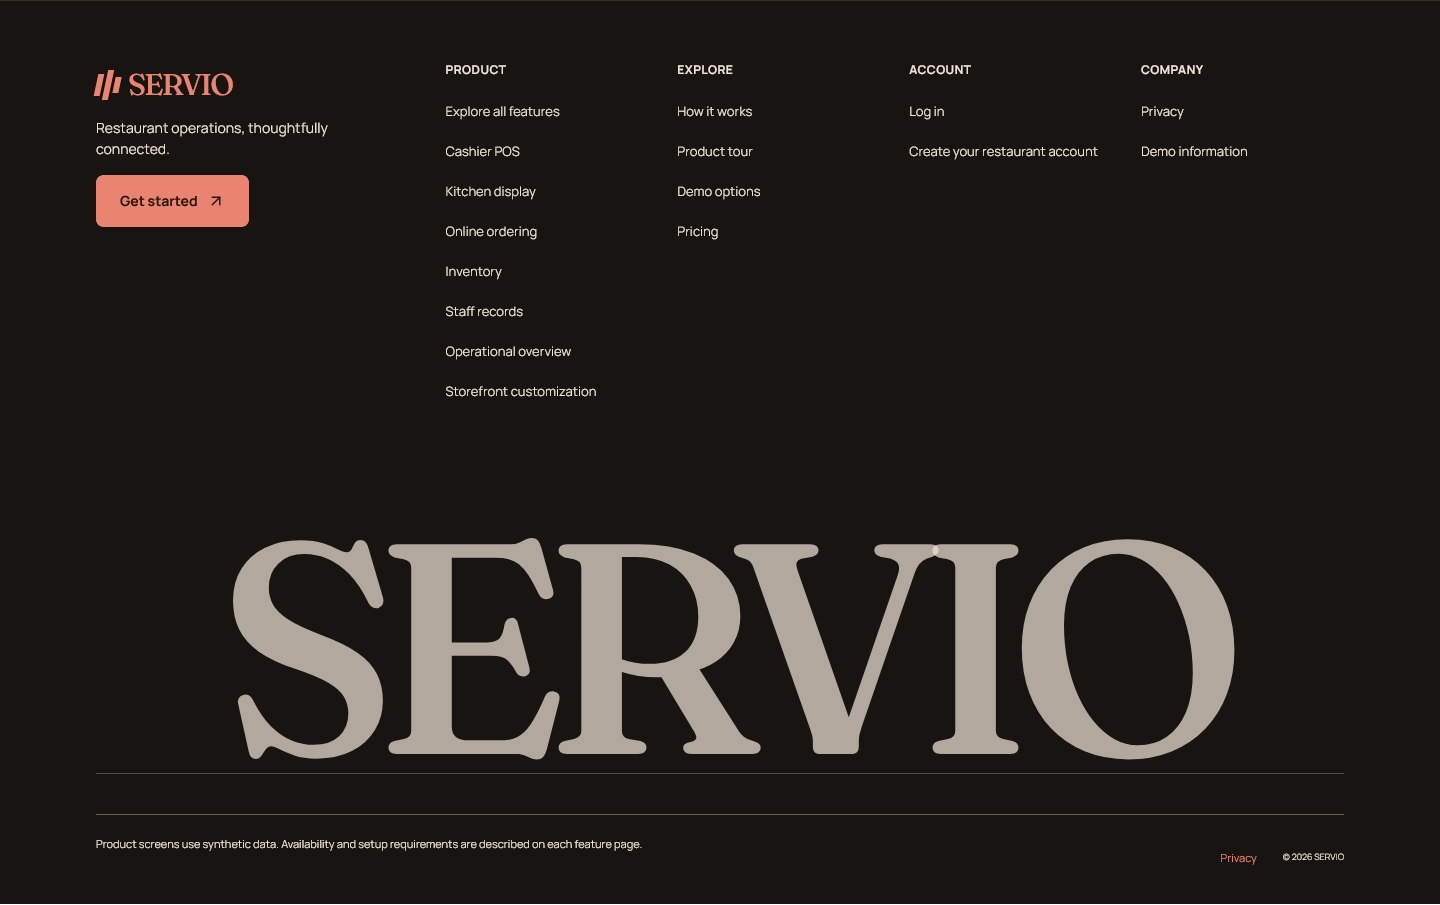 SERVIO
Restaurant operations, thoughtfully
connected.
Get started
PRODUCT
Explore all features
Cashier POS
Kitchen display
Online ordering
Inventory
Staff records
Operational overview
Storefront customization
EXPLORE
How it works
Product tour
Demo options
Pricing
ACCOUNT
Log in
Create your restaurant account
COMPANY
Privacy
Demo information
SERVIO
Product screens use synthetic data. Availability and setup requirements are described on each feature page.
Privacy
© 2026 SERVIO